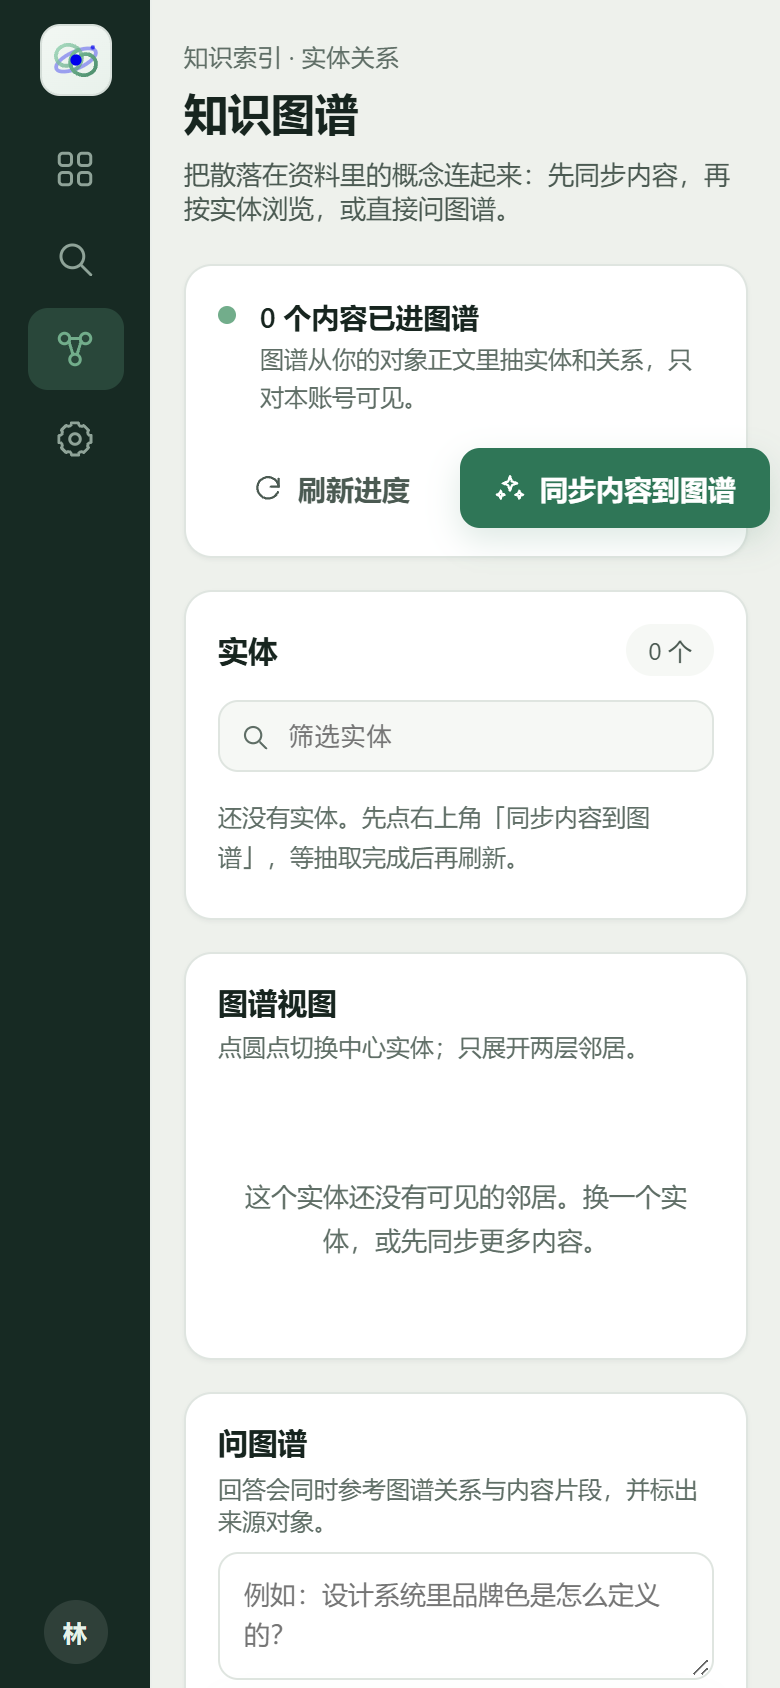 知识索引 · 实体关系
知识图谱
把散落在资料里的概念连起来：先同步内容，再
按实体浏览，或直接问图谱。
0 个内容已进图谱
图谱从你的对象正文里抽实体和关系，只
对本账号可见。
刷新进度
同步内容到图谱
实体
0 个
筛选实体
还没有实体。先点右上角「同步内容到图
谱」，等抽取完成后再刷新。
图谱视图
点圆点切换中心实体；只展开两层邻居。
这个实体还没有可见的邻居。换一个实
体，或先同步更多内容。
问图谱
回答会同时参考图谱关系与内容片段，并标出
来源对象。
例如：设计系统里品牌色是怎么定义
的？
林